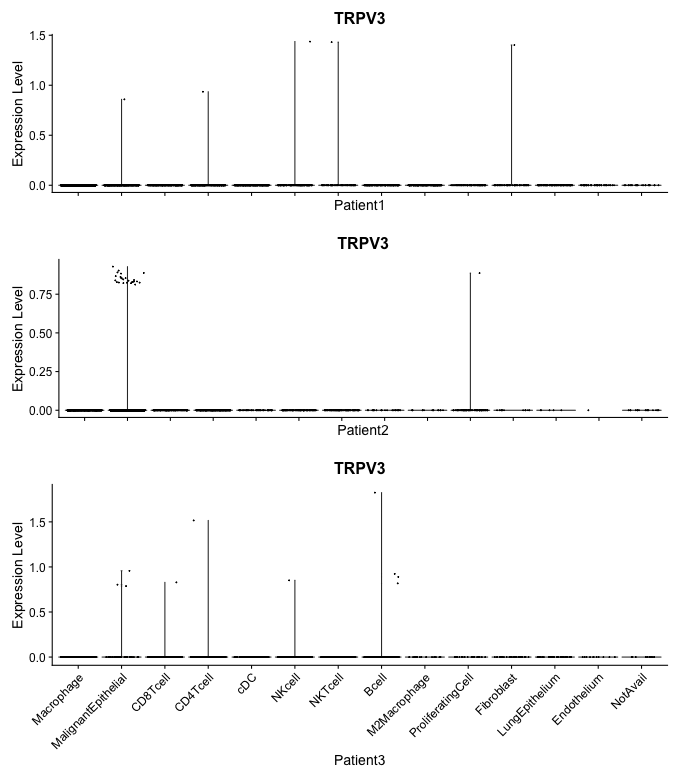 TRPV3
Expression Level
1.5
1.0
0.5
0.0
Patient1
TRPV3
Expression Level
0.75
0.50
0.25
0.00
Patient2
TRPV3
Expression Level
1.5
1.0
0.5
0.0
Macrophage
MalignantEpithelial
CD8Tcell
CD4Tcell
cDC
NKcell
NKTcell
Bcell
M2Macrophage
ProliferatingCell
Fibroblast
LungEpithelium
Endothelium
NotAvail
Patient3